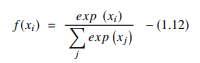 f(xᵢ) = exp (xᵢ) / ∑ⱼ exp (xⱼ) – (1.12)